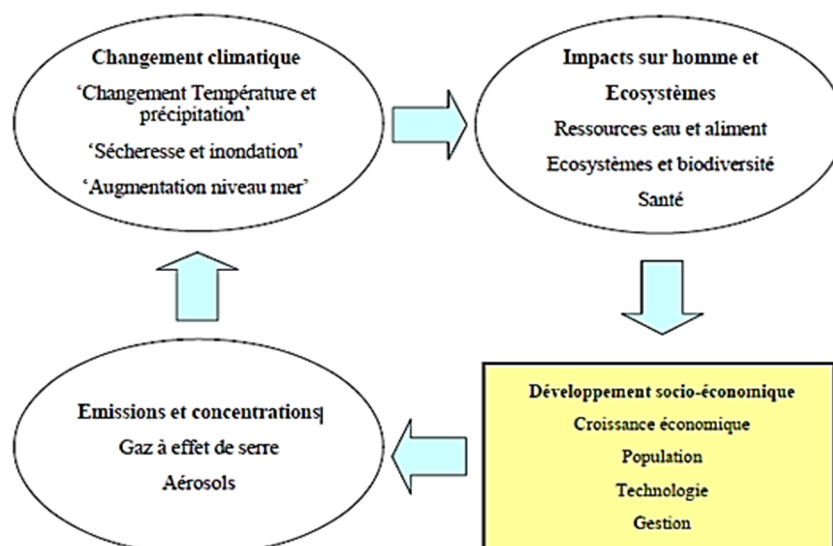 Changement climatique
‘Changement Température et
précipitation’
‘Sécheresse et inondation’
‘Augmentation niveau mer’
Impacts sur homme et
Ecosystèmes
Ressources eau et aliment
Ecosystèmes et biodiversité
Santé
Emissions et concentrations
Gaz à effet de serre
Aérosols
Développement socio-économique
Croissance économique
Population
Technologie
Gestion